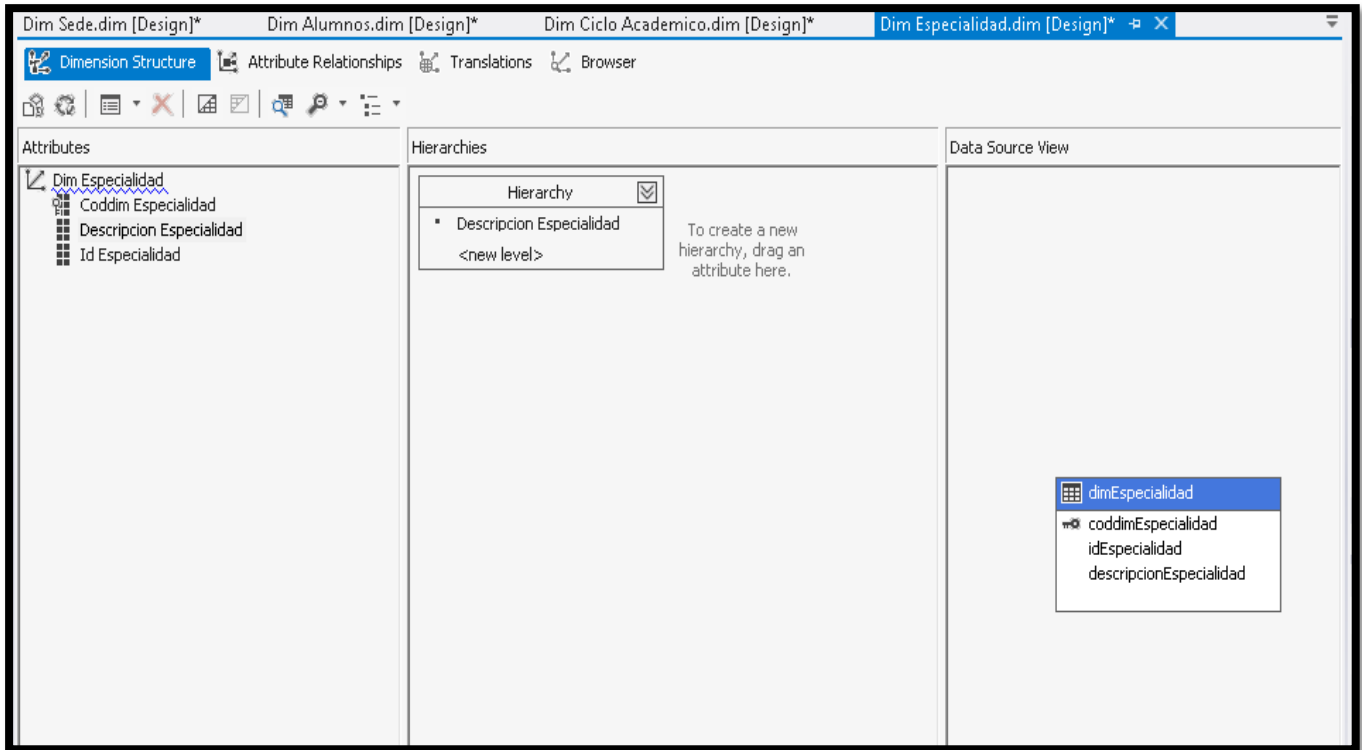 Dim Sede.dim [Design]* Dim Alumnos.dim [Design]* Dim Ciclo Academico.dim [Design]* Dim Especialidad.dim [Design]*
Dimension Structure Attribute Relationships Translations Browser
Attributes
Dim Especialidad
Coddim Especialidad
Descripcion Especialidad
Id Especialidad
Hierarchies
Hierarchy
Descripcion Especialidad
<new level>
To create a new
hierarchy, drag an
attribute here.
Data Source View
dimEspecialidad
coddimEspecialidad
idEspecialidad
descripcionEspecialidad